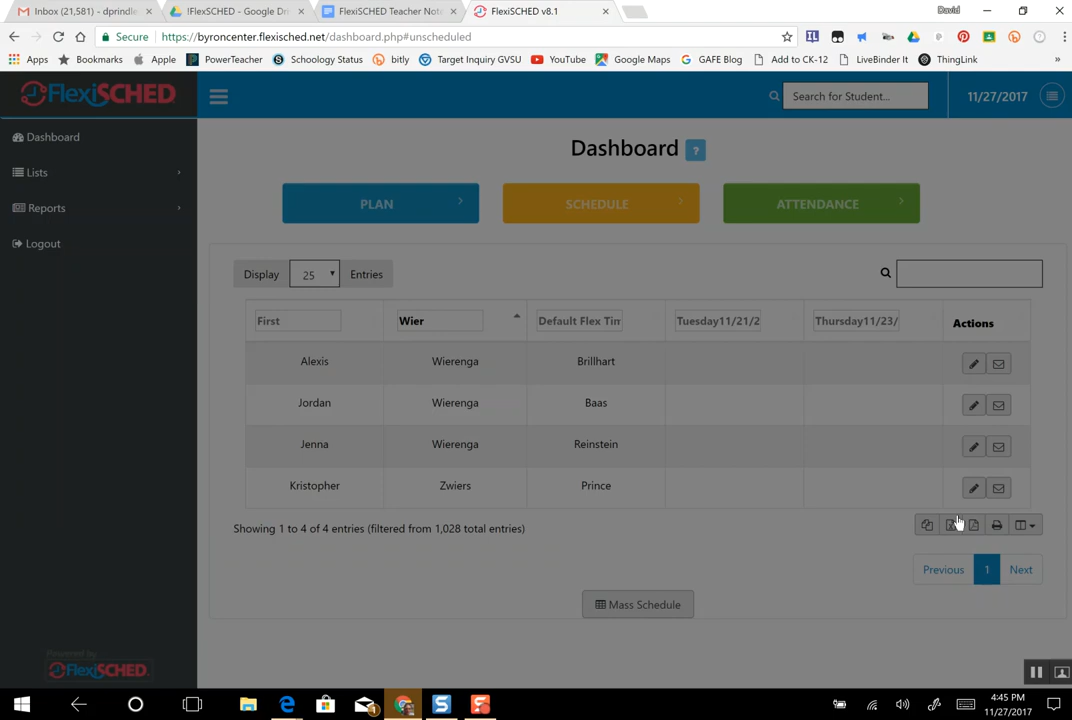 Inbox (21,581) - dprindle
!FlexSCHED - Google Dri
FlexiSCHED Teacher Note
FlexiSCHED v8.1
David
Secure
https://byroncenter.flexisched.net/dashboard.php#unscheduled
Apps
Bookmarks
Apple
PowerTeacher
Schoology Status
bitly
Target Inquiry GVSU
YouTube
Google Maps
GAFE Blog
Add to CK-12
LiveBinder It
ThingLink
»
FlexiSCHED
Search for Student...
11/27/2017
Dashboard
Lists
Reports
Logout
Dashboard ?
PLAN
SCHEDULE
ATTENDANCE
Display 25 Entries
First Wier Default Flex Tim Tuesday11/21/2 Thursday11/23/ Actions
Alexis Wierenga Brillhart
Jordan Wierenga Baas
Jenna Wierenga Reinstein
Kristopher Zwiers Prince
Showing 1 to 4 of 4 entries (filtered from 1,028 total entries)
Previous 1 Next
Mass Schedule
Powered by
FlexiSCHED
4:45 PM
11/27/2017